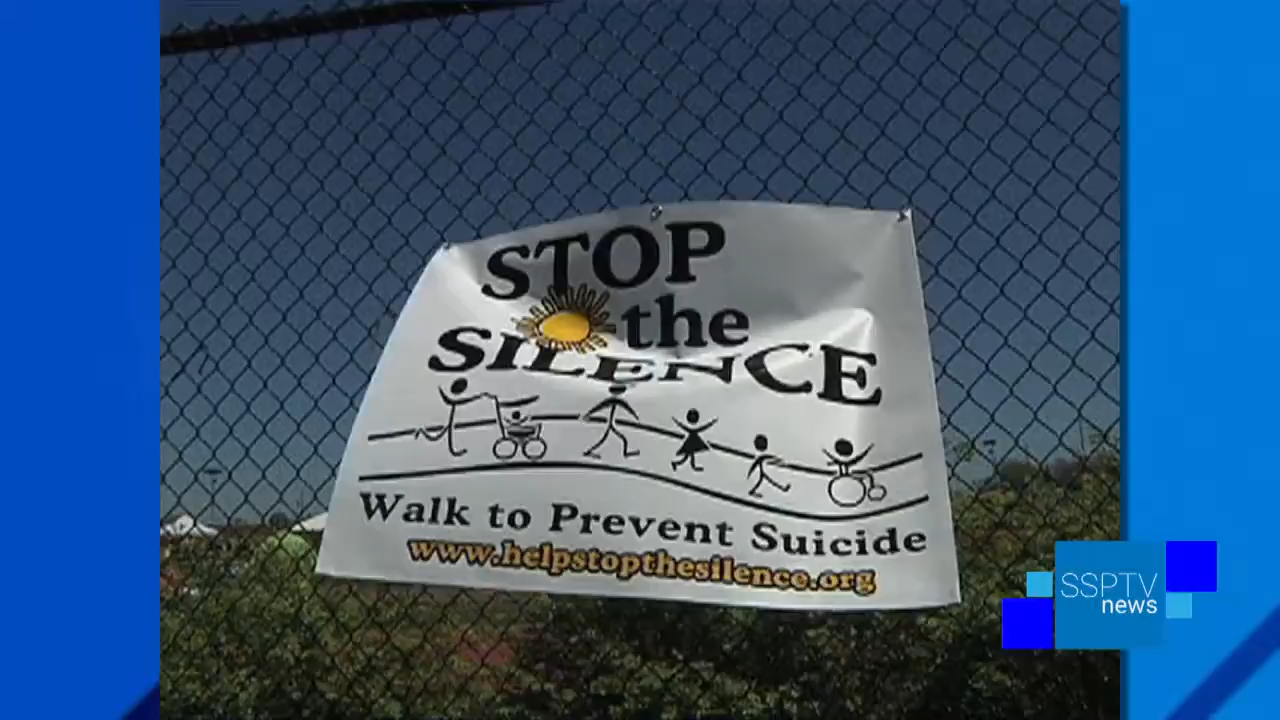 STOP
the
SILENCE
Walk to Prevent Suicide
www.helpstopthesilence.org
SSPTV
news